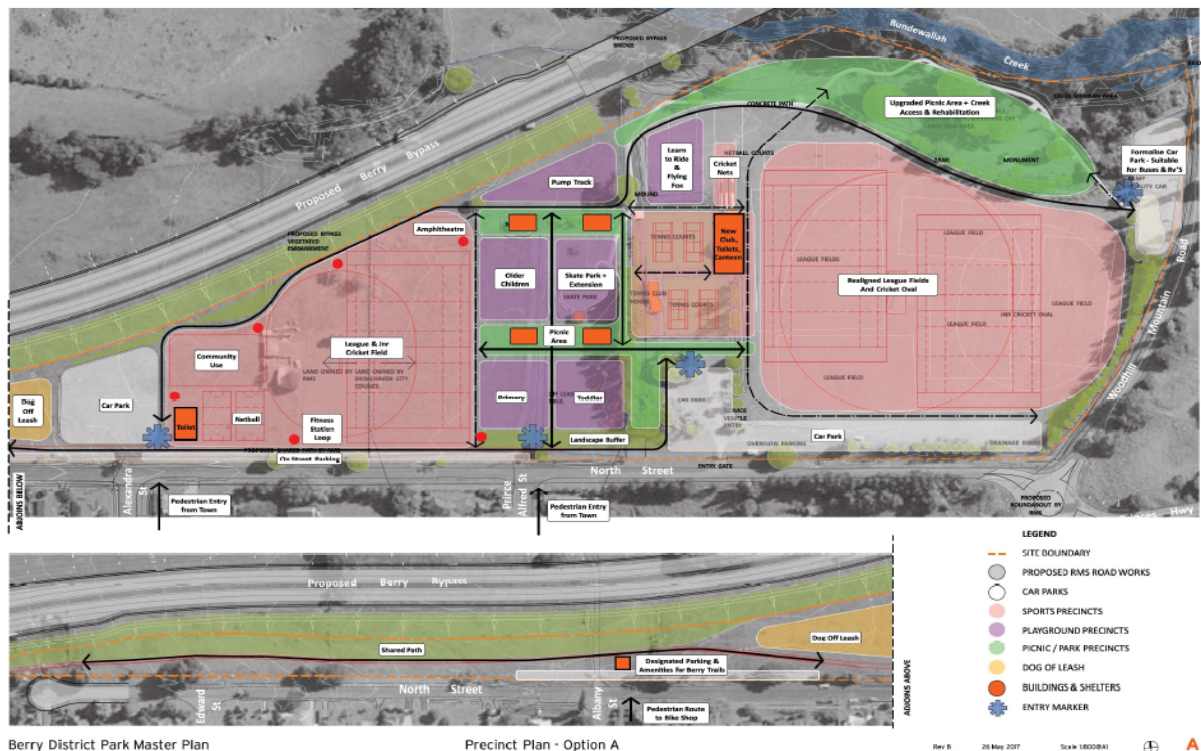 PROPOSED BYPASS
BRIDGE
Bundewallah
Creek
CONCRETE PATH
Upgraded Picnic Area + Creek
Access & Rehabilitation
Proposed Berry Bypass
Learn
to Ride
&
Flying
Fox
NETBALL COURTS
Cricket
Nets
TANK
MONUMENT
Formalise Car
Park - Suitable
For Buses & Rv'S
Pump Track
MOUND
Amphitheatre
PROPOSED BYPASS
VEGETATED
EMBANKMENT
TENNIS COURTS
New
Club,
Toilets,
Canteen
LEAGUE FIELD
LEAGUE FIELDS
Older
Children
Skate Park +
Extension
SKATE PARK
Realigned League Fields
And Cricket Oval
TENNIS CLUB
HOUSE
TENNIS COURTS
LEAGUE FIELD
JNR CRICKET OVAL
LEAGUE FIELD
Woodhill Mountain Road
Picnic
Area
League & Jnr
Cricket Field
Community
Use
LAND OWNED BY
RMS
LAND OWNED BY
SHOALHAVEN CITY
COUNCIL
LEAGUE FIELD
Dog
Off
Leash
Car Park
Primary
Toddler
CAR PARK
Toilet
Netball
Fitness
Station
Loop
SERVICE
VEHICLE
ENTRY
Landscape Buffer
OVERFLOW PARKING
Car Park
On Street Parking
North Street
ENTRY GATE
ADJOINS BELOW
Alexandra
St
Pedestrian Entry
from Town
Prince
Alfred St
Pedestrian Entry
from Town
PROPOSED
ROUNDABOUT BY
RMS
Princes Hwy
LEGEND
SITE BOUNDARY
PROPOSED RMS ROAD WORKS
CAR PARKS
SPORTS PRECINCTS
PLAYGROUND PRECINCTS
PICNIC / PARK PRECINCTS
DOG OF LEASH
BUILDINGS & SHELTERS
ENTRY MARKER
Proposed Berry Bypass
Dog Off Leash
Shared Path
Designated Parking &
Amenities for Berry Trails
North Street
Edward
St
Albany
St
Pedestrian Route
to Bike Shop
ADJOINS ABOVE
Berry District Park Master Plan
Precinct Plan - Option A
Rev B
26 May 2017
A